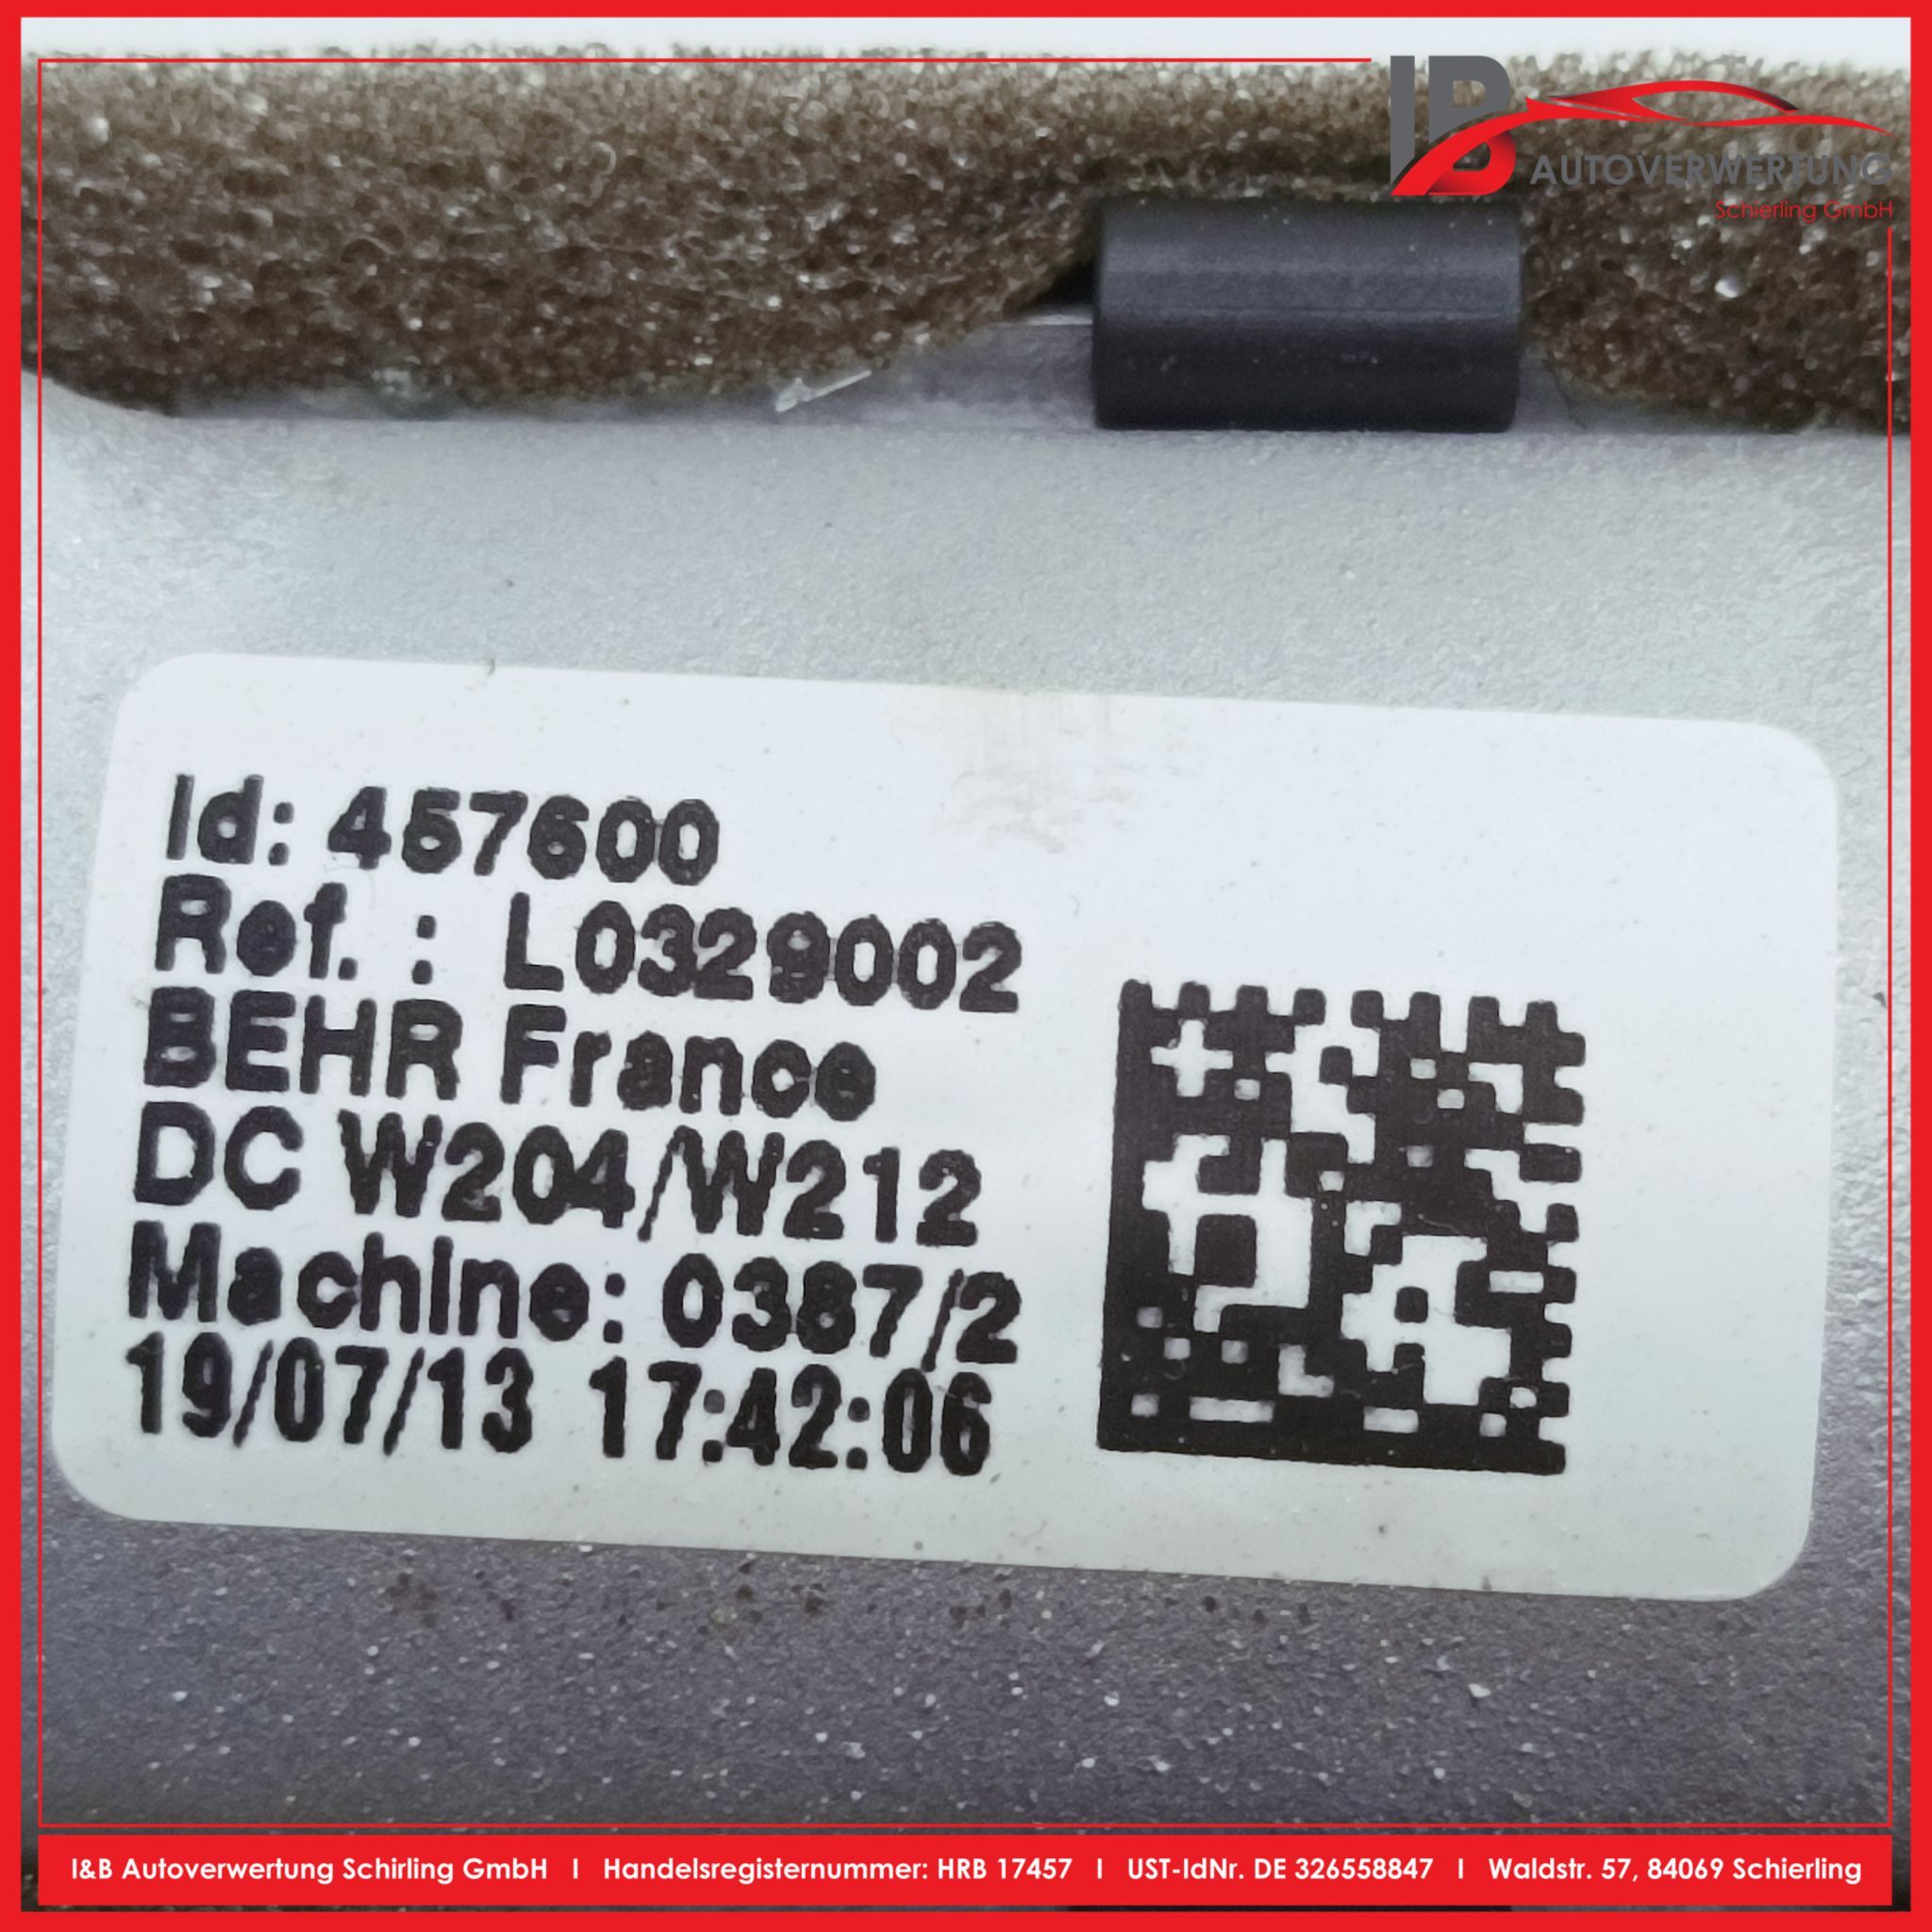 IB
AUTOVERWERTUNG
Schierling GmbH
Id: 457600
Ref. : L0329002
BEHR France
DC W204/W212
Machine: 0387/2
19/07/13 17:42:06
I&B Autoverwertung Schirling GmbH I Handelsregisternummer: HRB 17457 I UST-IdNr. DE 326558847 I Waldstr. 57, 84069 Schierling